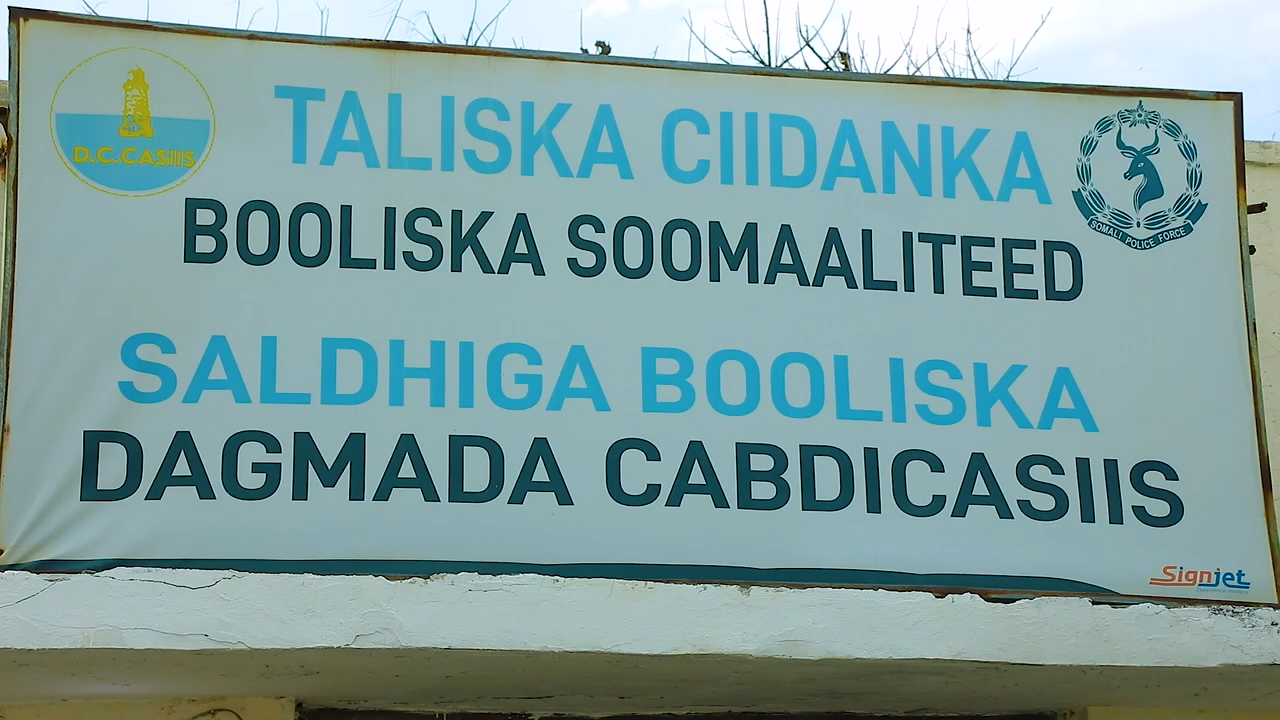 D.C.CASIIS
TALISKA CIIDANKA
BOOLISKA SOOMAALITEED
SOMALI POLICE FORCE
SALDHIGA BOOLISKA
DAGMADA CABDICASIIS
Signjet